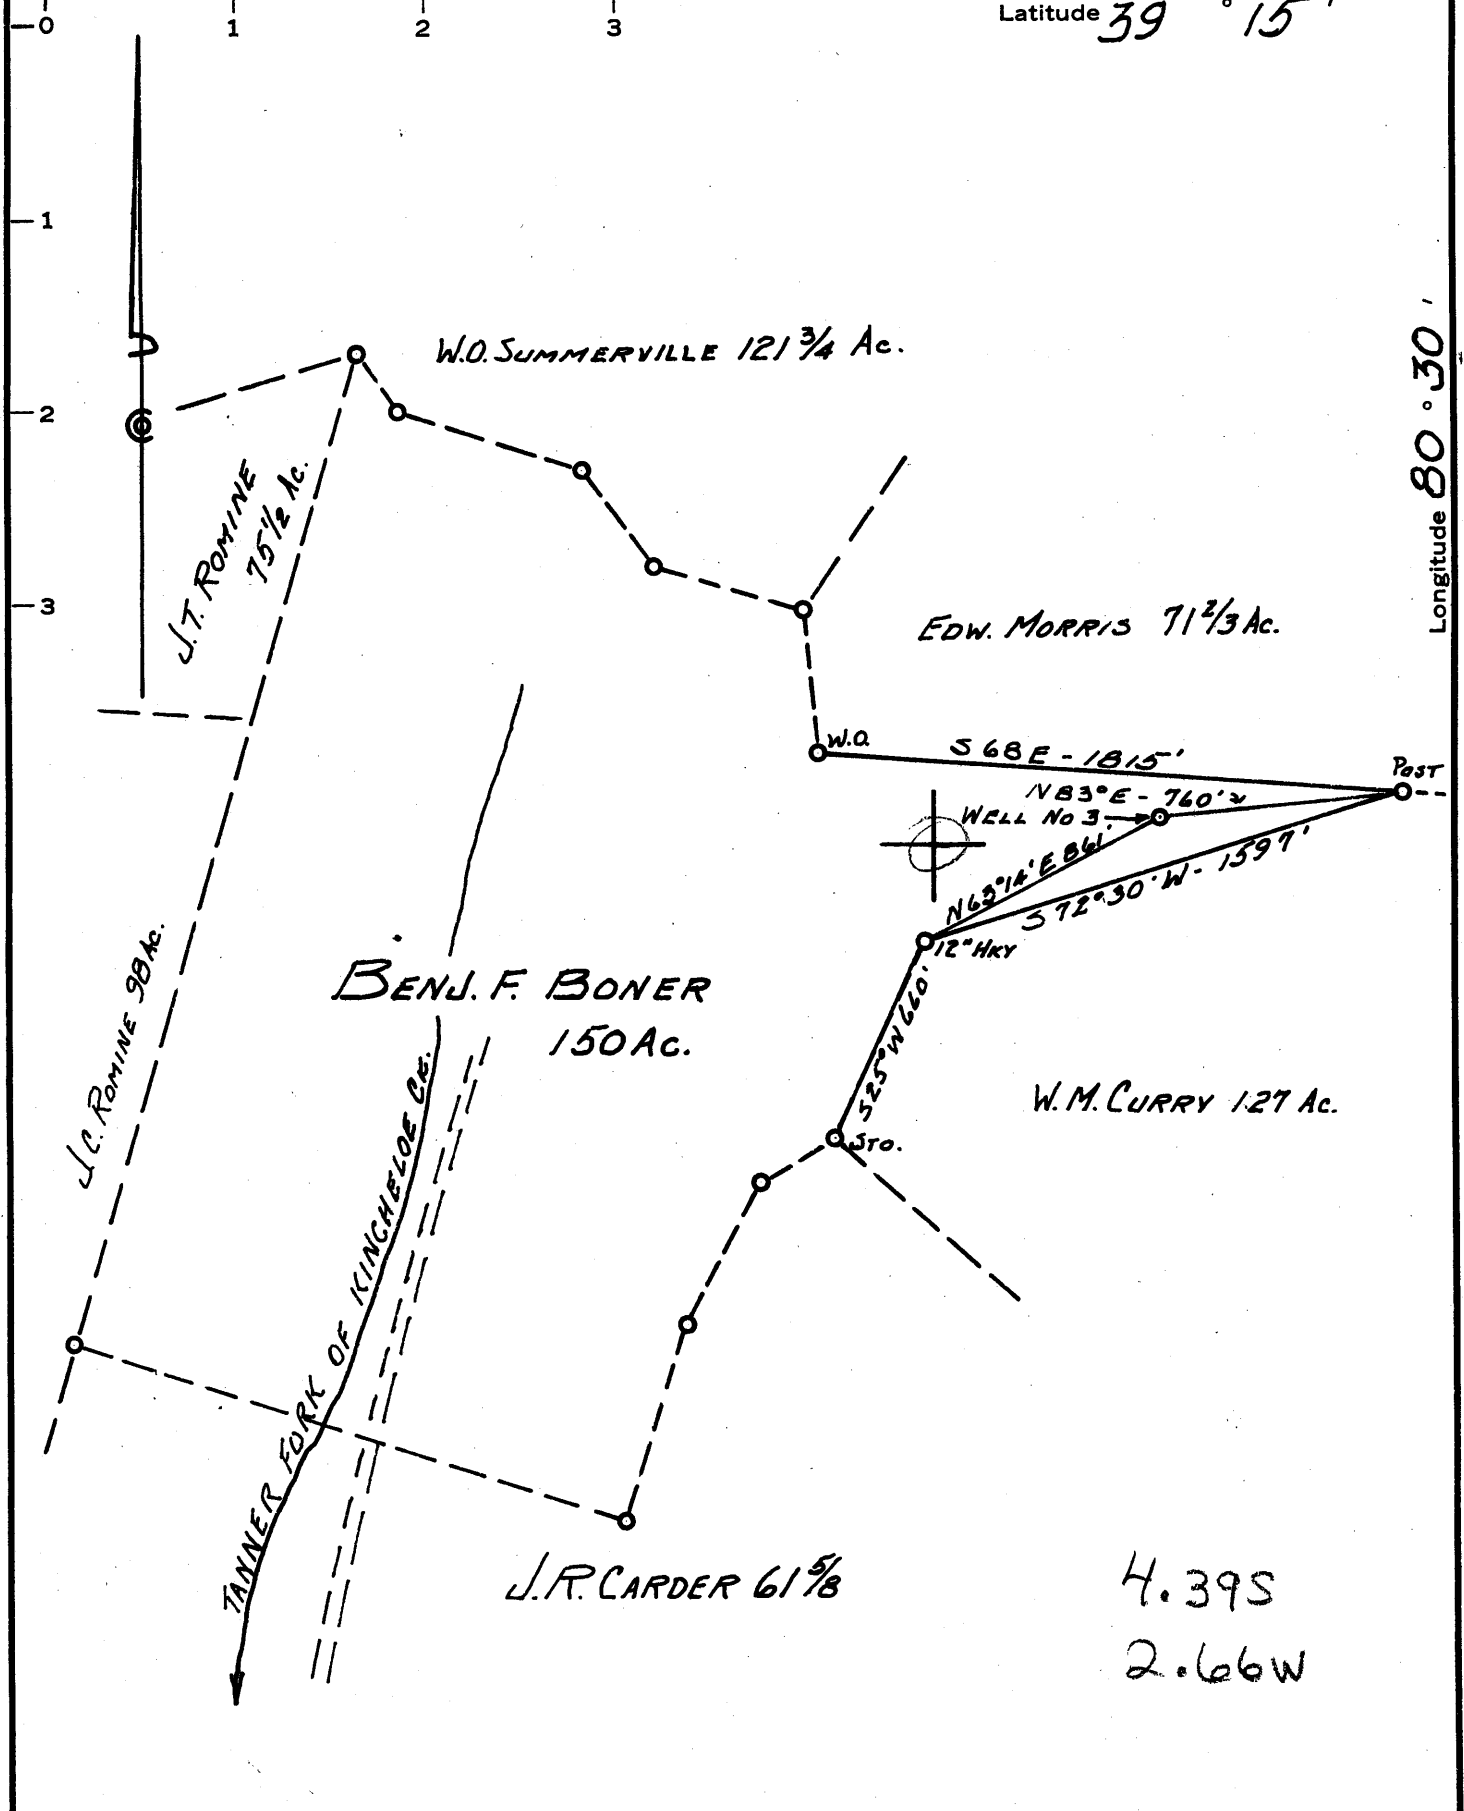 0
1
2
3
Latitude 39 ° 15 '
1
2
3
Longitude 80 ° 30 '
W.O. SUMMERVILLE 121 3/4 Ac.
J.T. ROMINE
75 1/2 Ac.
EDW. MORRIS 71 2/3 Ac.
W.O.
S 68 E - 1815'
POST
N 83° E - 760'
WELL NO 3
N 63° 14' E 861'
S 72° 30' W - 1597'
12" HKY
S 25° W 660'
STO.
BENJ. F. BONER
150 AC.
J.C. ROMINE 98 Ac.
W.M. CURRY 127 Ac.
TANNER FORK OF KINCHELOE CK.
J.R. CARDER 61 5/8
4.39S
2.66W